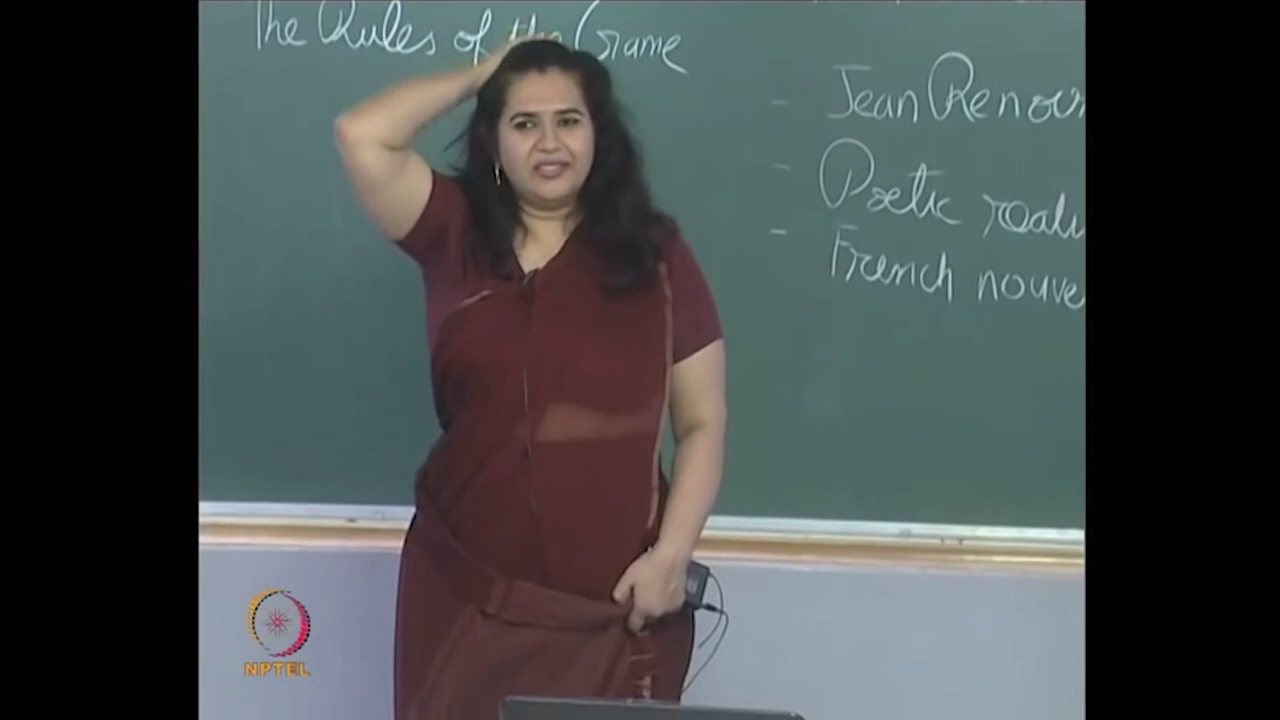 The Rules of the Game
Jean Renoir
Poetic reali
French nouve
NPTEL